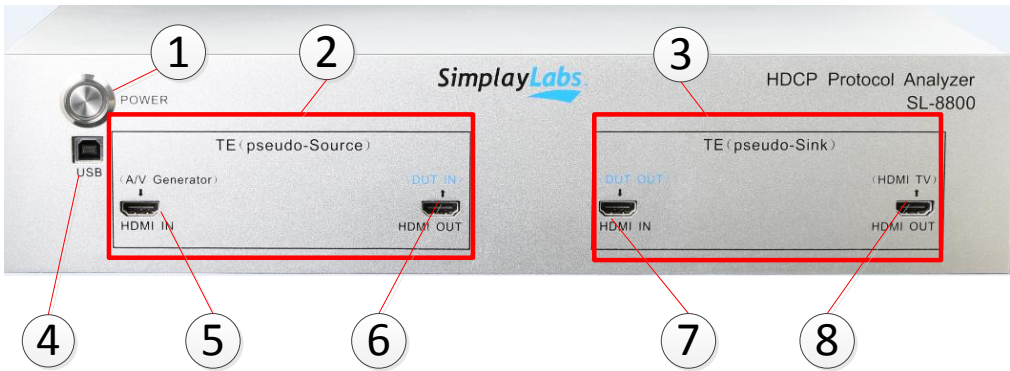 1
2
3
SimplayLabs
HDCP Protocol Analyzer
SL-8800
POWER
USB
TE(pseudo-Source)
(A/V Generator)
(DUT IN)
HDMI IN
HDMI OUT
TE(pseudo-Sink)
(DUT OUT)
(HDMI TV)
HDMI IN
HDMI OUT
4
5
6
7
8